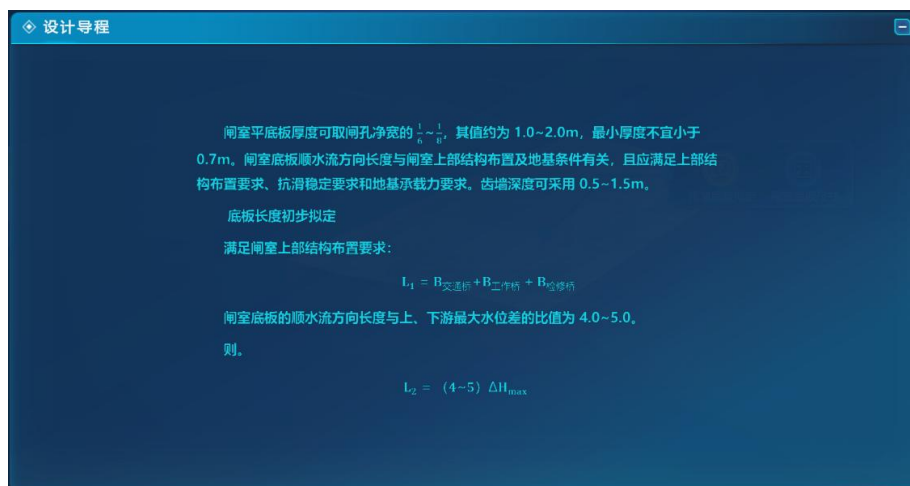 设计导程
闸室平底板厚度可取闸孔净宽的 1/6~1/8，其值约为 1.0~2.0m，最小厚度不宜小于
0.7m。闸室底板顺水流方向长度与闸室上部结构布置及地基条件有关，且应满足上部结
构布置要求、抗滑稳定要求和地基承载力要求。齿墙深度可采用 0.5~1.5m。
底板长度初步拟定
满足闸室上部结构布置要求：
L₁ = B交通桥+B工作桥 + B检修桥
闸室底板的顺水流方向长度与上、下游最大水位差的比值为 4.0~5.0。
则。
L₂ = （4~5）ΔHmax